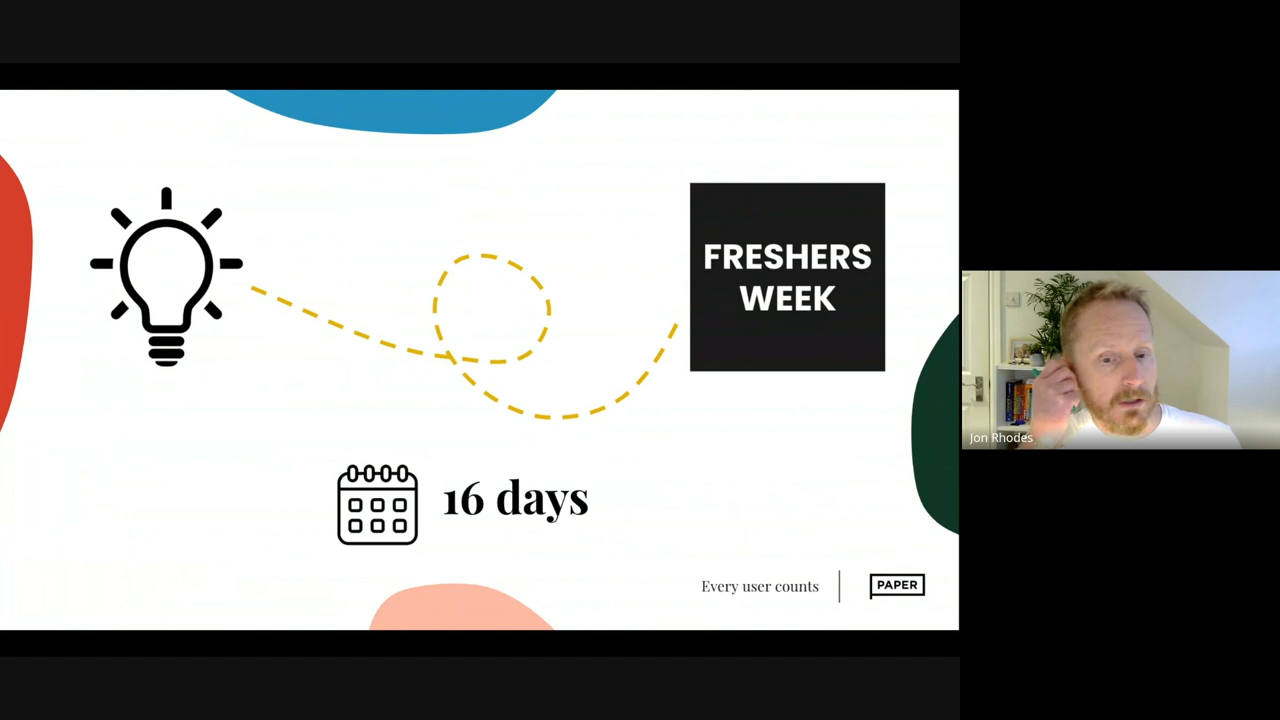 FRESHERS
WEEK
16 days
Every user counts
PAPER
Jon Rhodes